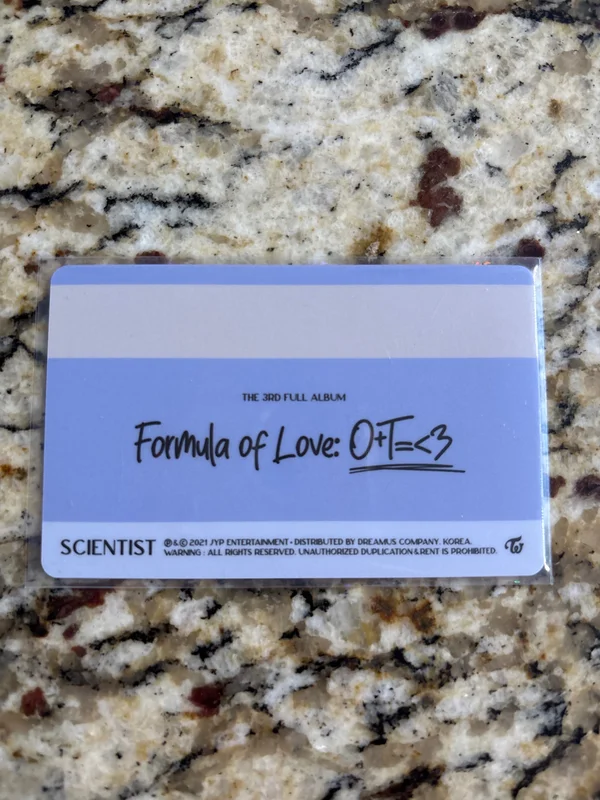 THE 3RD FULL ALBUM
Formula of Love: O+T=<3
SCIENTIST
℗&© 2021 JYP ENTERTAINMENT • DISTRIBUTED BY DREAMUS COMPANY. KOREA.
WARNING : ALL RIGHTS RESERVED. UNAUTHORIZED DUPLICATION & RENT IS PROHIBITED.